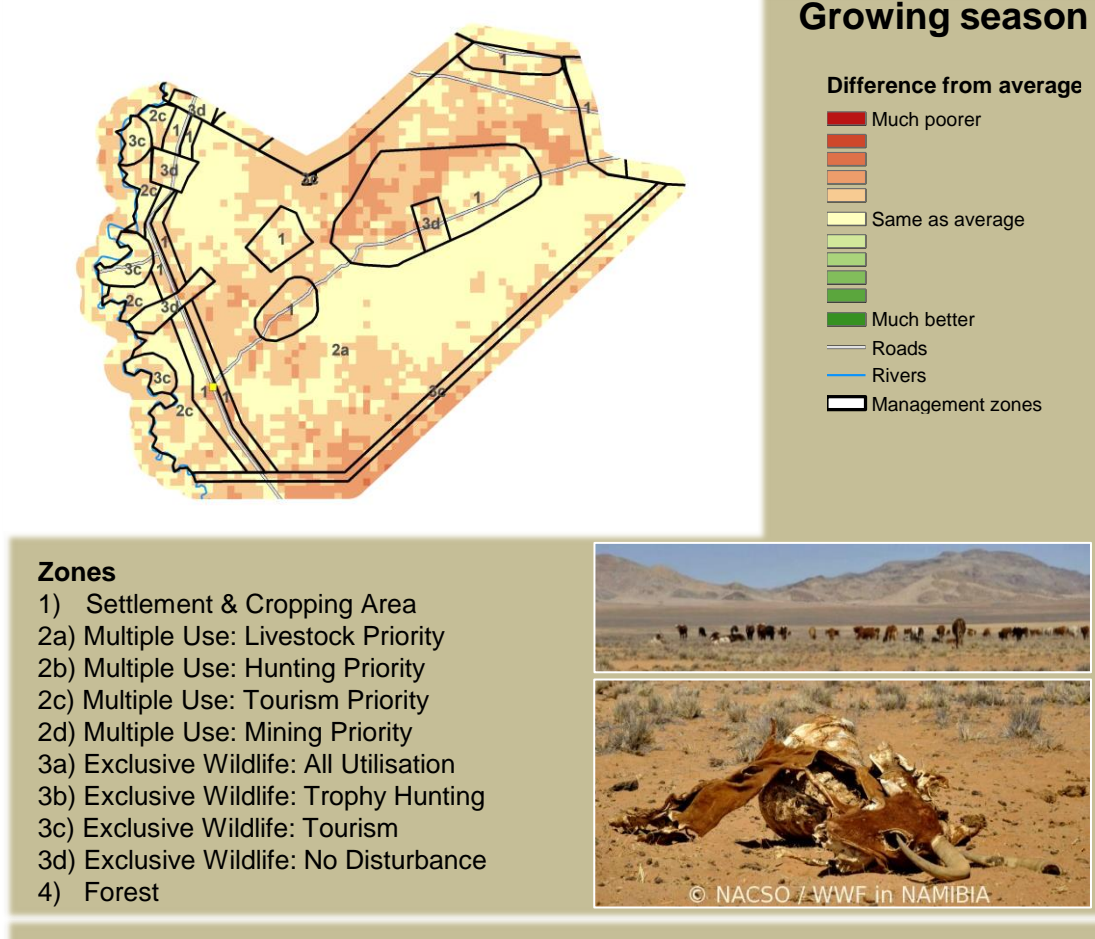 Growing season
Difference from average
Much poorer
Same as average
Much better
Roads
Rivers
Management zones
1
1
3d
2c
1
1
3c
3d
2c
1
3d
1
1
3c
1
2c
3d
1
2a
3c
1
1
3c
2c
Zones
1) Settlement & Cropping Area
2a) Multiple Use: Livestock Priority
2b) Multiple Use: Hunting Priority
2c) Multiple Use: Tourism Priority
2d) Multiple Use: Mining Priority
3a) Exclusive Wildlife: All Utilisation
3b) Exclusive Wildlife: Trophy Hunting
3c) Exclusive Wildlife: Tourism
3d) Exclusive Wildlife: No Disturbance
4) Forest
© NACSO / WWF in NAMIBIA